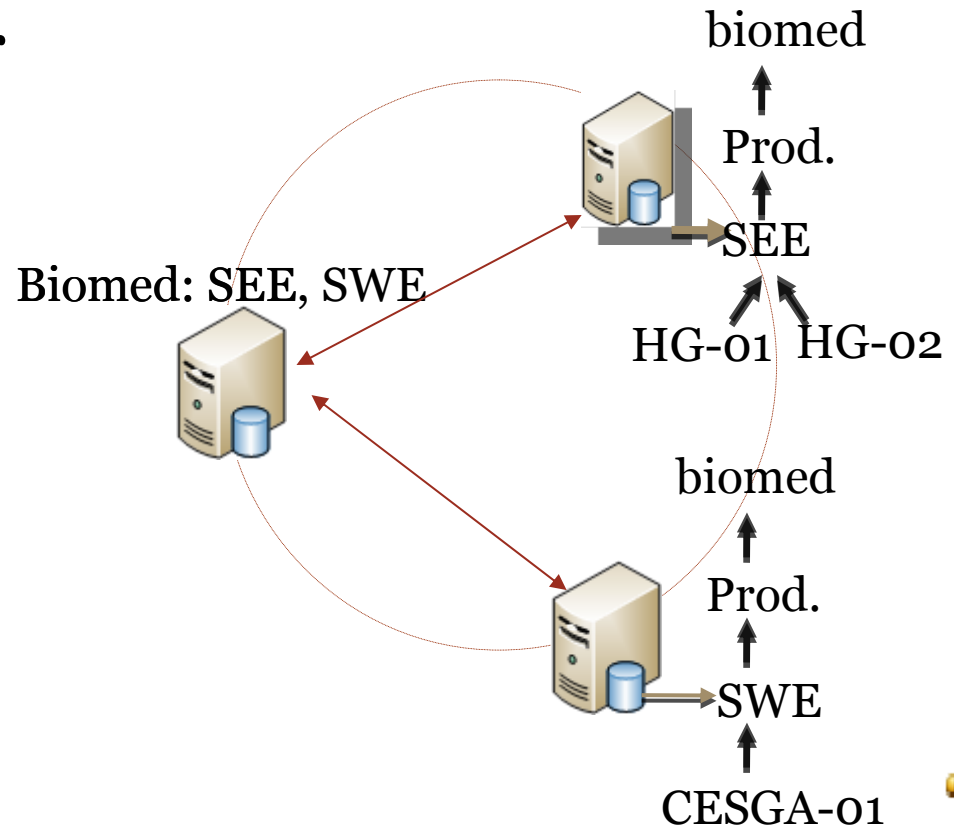 biomed
Prod.
SEE
Biomed: SEE, SWE
HG-01 HG-02
biomed
Prod.
SWE
CESGA-01